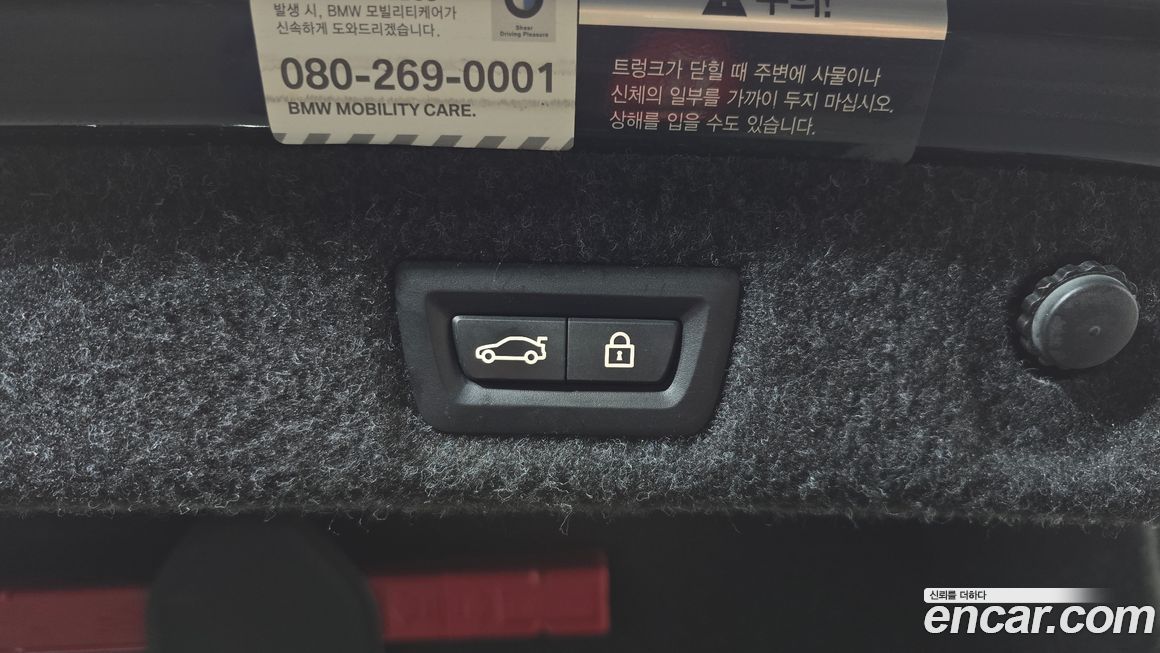 발생 시, BMW 모빌리티케어가
신속하게 도와드리겠습니다.
Sheer
Driving Pleasure
080-269-0001
BMW MOBILITY CARE.
주의!
트렁크가 닫힐 때 주변에 사물이나
신체의 일부를 가까이 두지 마십시오.
상해를 입을 수도 있습니다.
신뢰를 더하다
encar.com